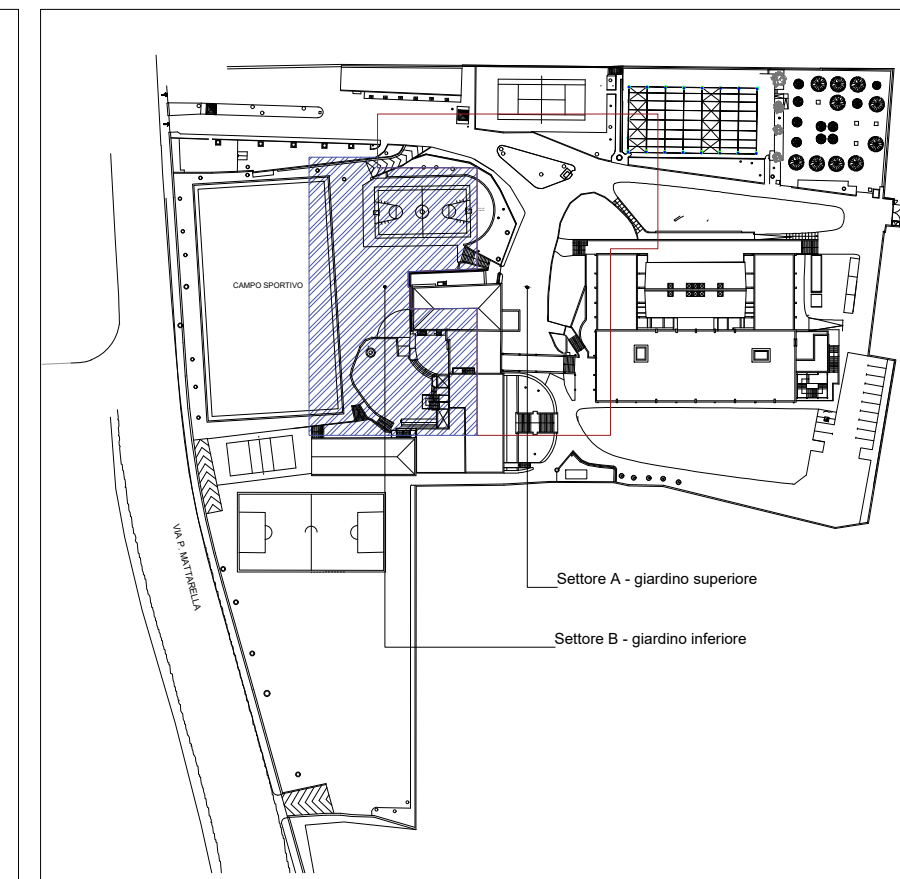 CAMPO SPORTIVO
VIA P . MATTARELLA
Settore A - giardino superiore
Settore B - giardino inferiore